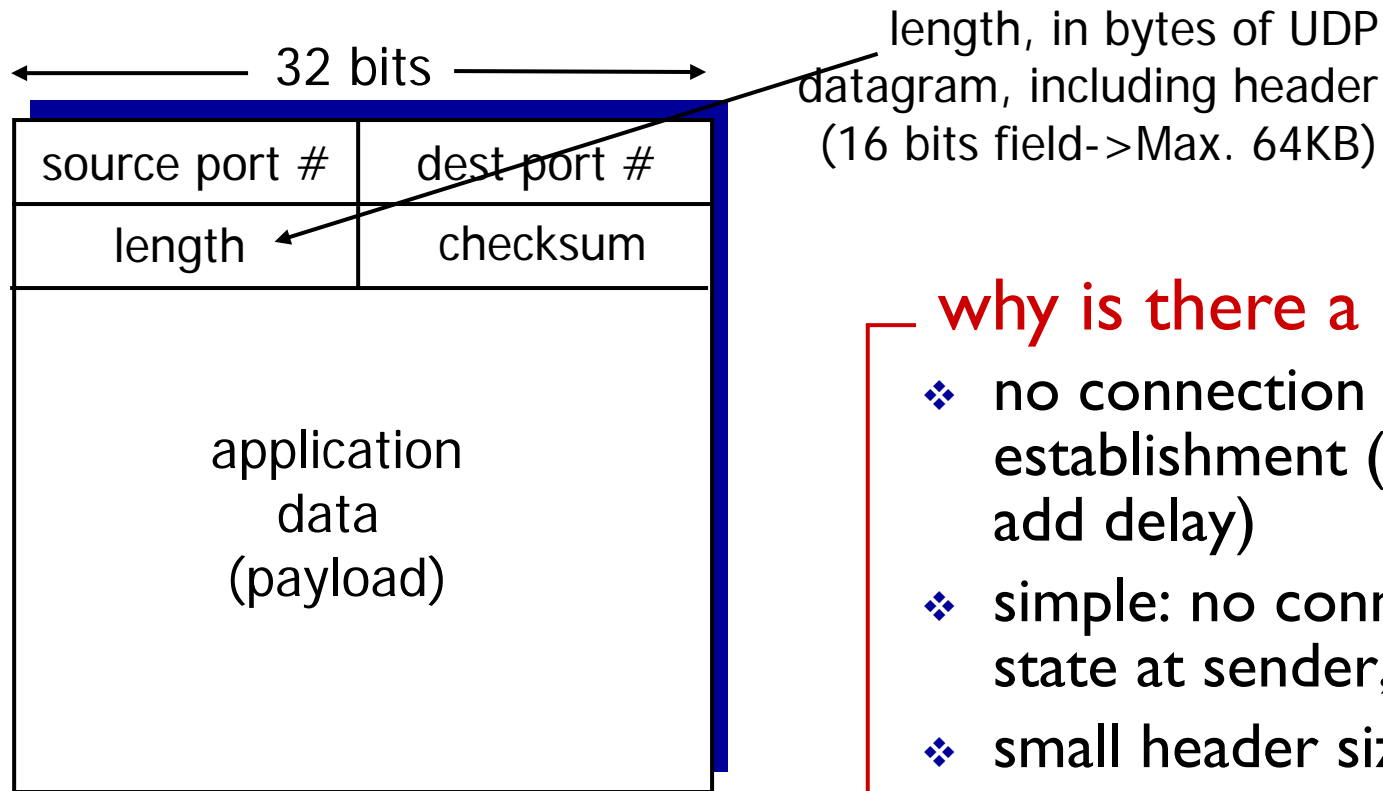 32 bits
length, in bytes of UDP
datagram, including header
(16 bits field->Max. 64KB)
source port #
dest port #
length
checksum
application
data
(payload)
why is there a
❖ no connection
establishment (
add delay)
❖ simple: no conn
state at sender,
❖ small header siz